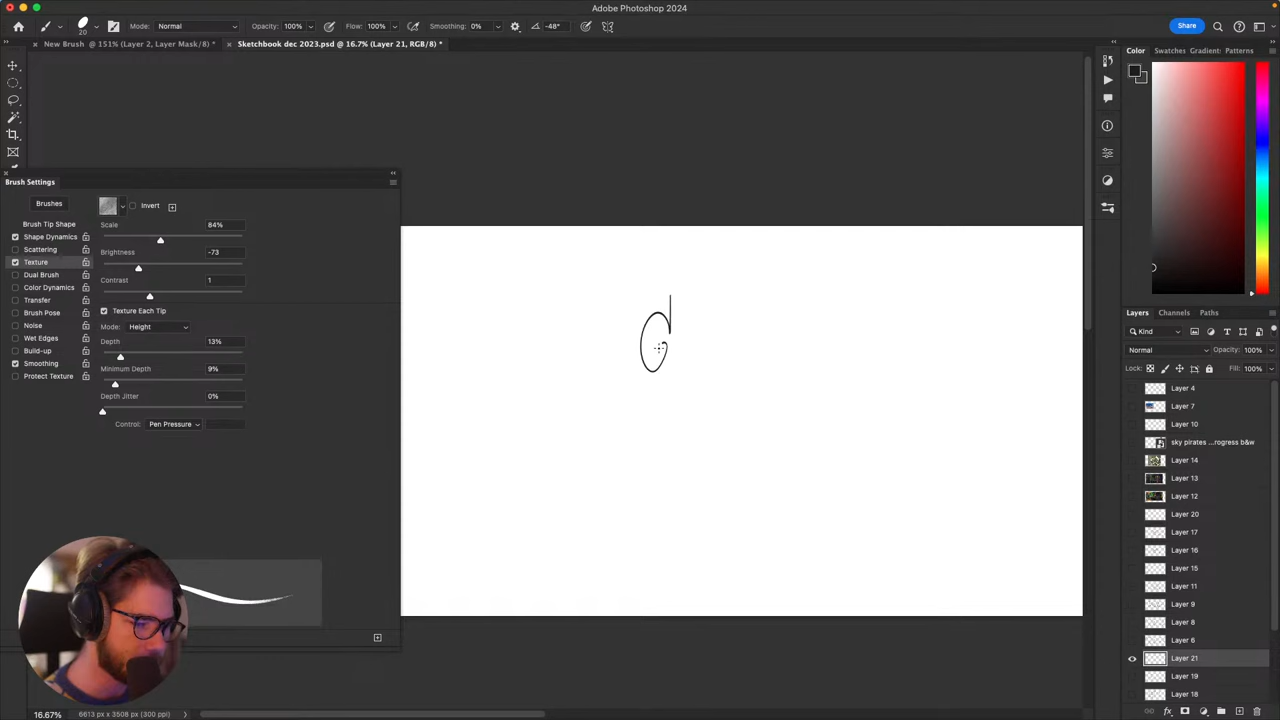 Adobe Photoshop 2024
20
Mode: Normal
Opacity: 100%
Flow: 100%
Smoothing: 0%
-48°
Share
New Brush @ 151% (Layer 2, Layer Mask/8) *
Sketchbook dec 2023.psd @ 16.7% (Layer 21, RGB/8) *
Color
Swatches
Gradient:
Patterns
Brush Settings
Brushes
Invert
Brush Tip Shape
Shape Dynamics
Scattering
Texture
Dual Brush
Color Dynamics
Transfer
Brush Pose
Noise
Wet Edges
Build-up
Smoothing
Protect Texture
Scale
84%
Brightness
-73
Contrast
1
Texture Each Tip
Mode: Height
Depth
13%
Minimum Depth
9%
Depth Jitter
0%
Control: Pen Pressure
Layers
Channels
Paths
Kind
Normal
Opacity: 100%
Lock:
Fill: 100%
Layer 4
Layer 7
Layer 10
sky pirates ...rogress b&w
Layer 14
Layer 13
Layer 12
Layer 20
Layer 17
Layer 16
Layer 15
Layer 11
Layer 9
Layer 8
Layer 6
Layer 21
Layer 19
Layer 18
fx
16.67%
6613 px x 3508 px (300 ppi)